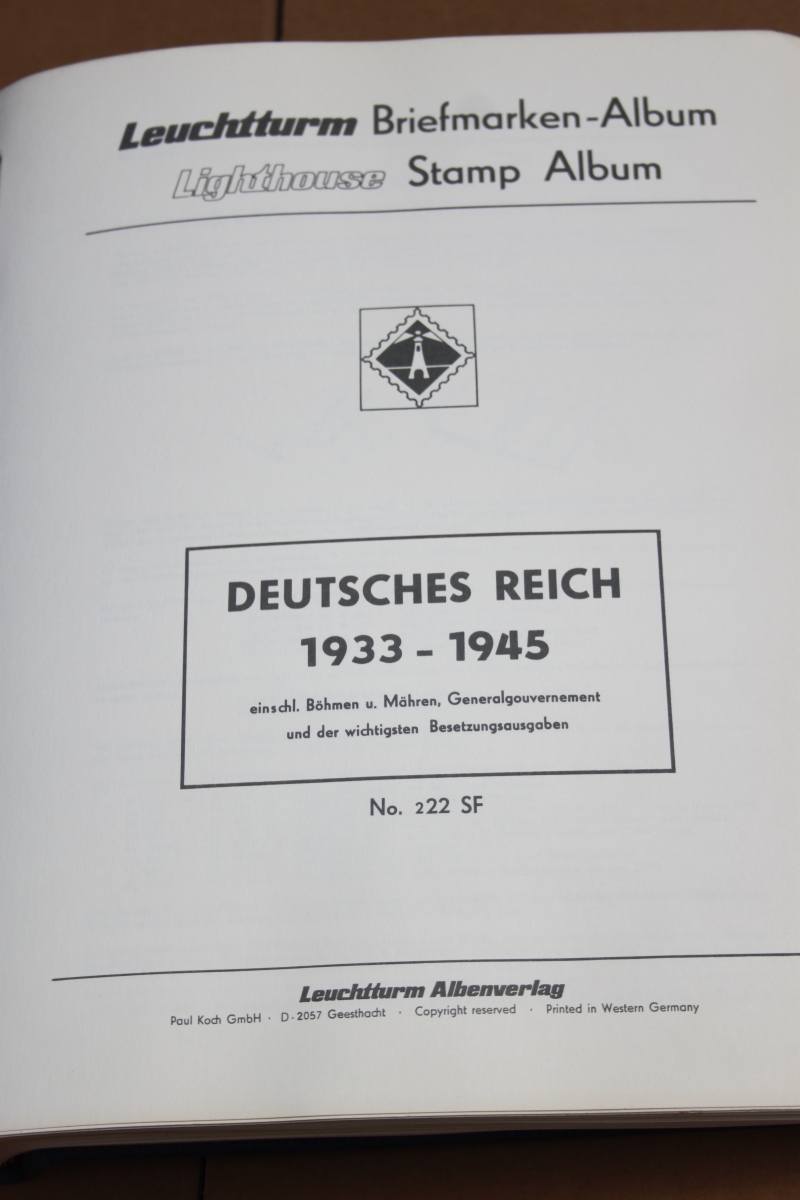 Leuchtturm Briefmarken-Album
Lighthouse Stamp Album
DEUTSCHES REICH
1933 - 1945
einschl. Böhmen u. Mähren, Generalgouvernement
und der wichtigsten Besetzungsausgaben
No. 222 SF
Leuchtturm Albenverlag
Paul Koch GmbH · D-2057 Geesthacht · Copyright reserved · Printed in Western Germany